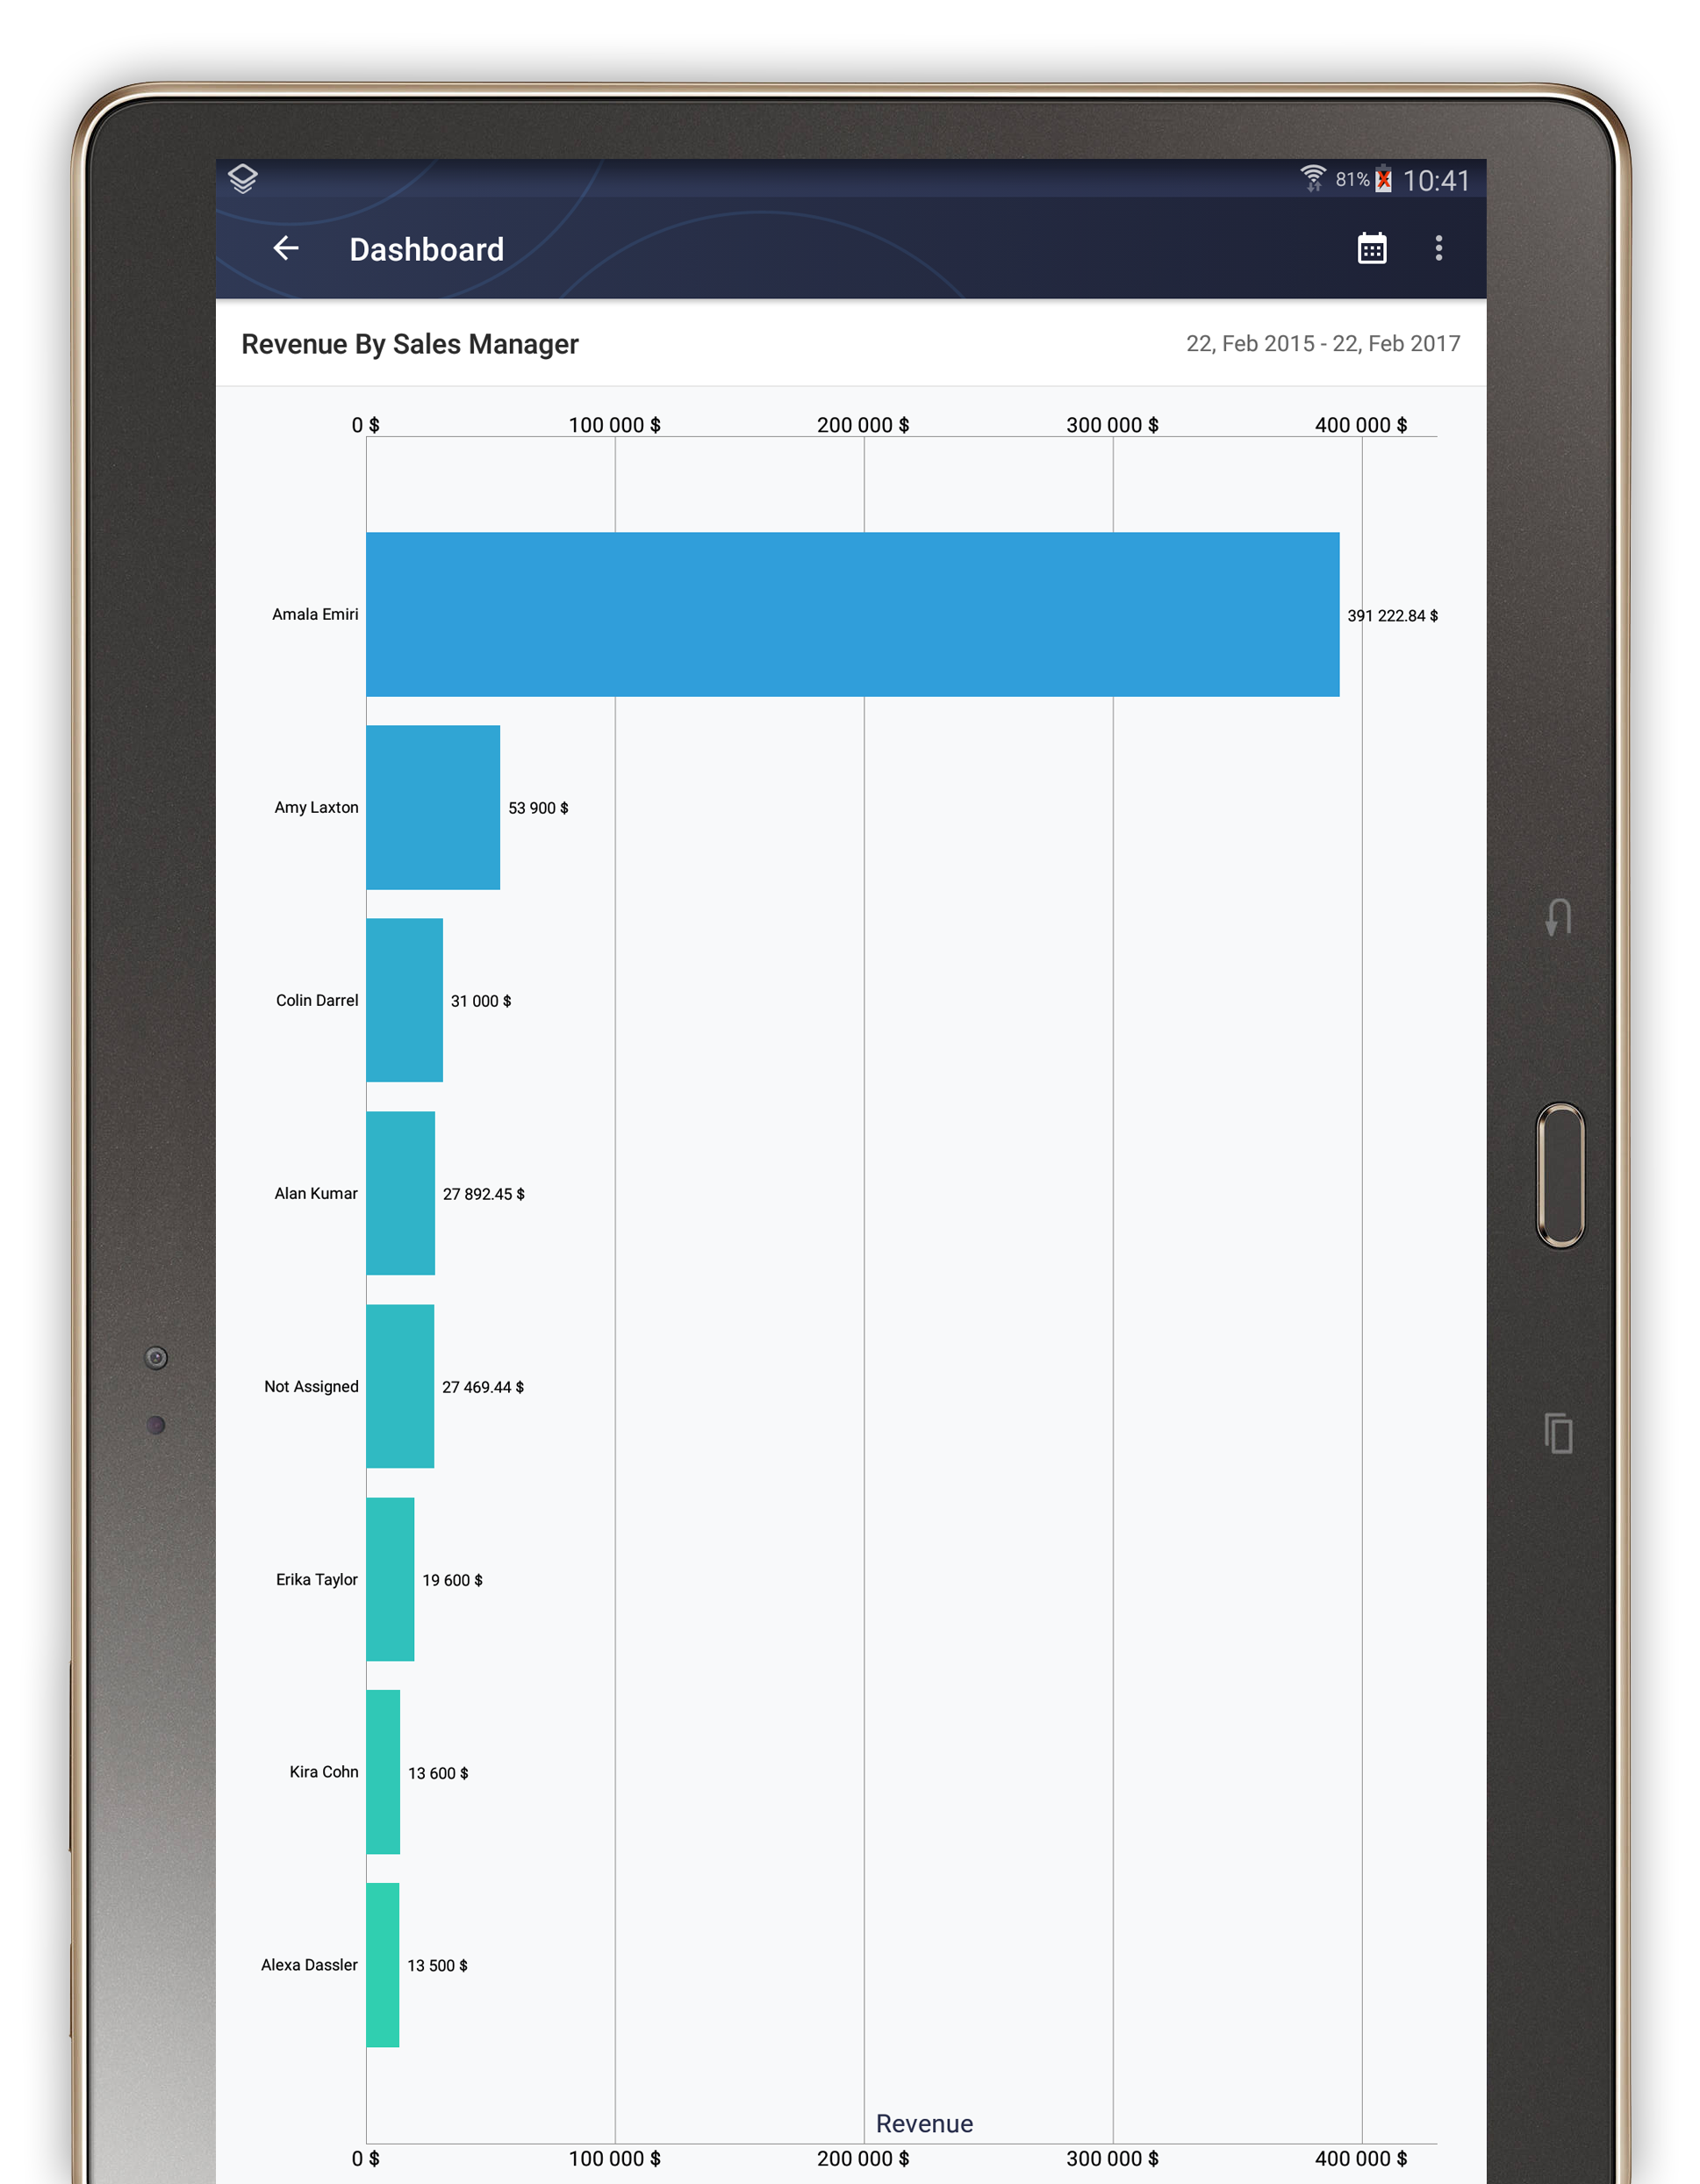 81% 10:41
Dashboard
Revenue By Sales Manager 22, Feb 2015 - 22, Feb 2017
0 $ 100 000 $ 200 000 $ 300 000 $ 400 000 $
Amala Emiri 391 222.84 $
Amy Laxton 53 900 $
Colin Darrel 31 000 $
Alan Kumar 27 892.45 $
Not Assigned 27 469.44 $
Erika Taylor 19 600 $
Kira Cohn 13 600 $
Alexa Dassler 13 500 $
Revenue
0 $ 100 000 $ 200 000 $ 300 000 $ 400 000 $